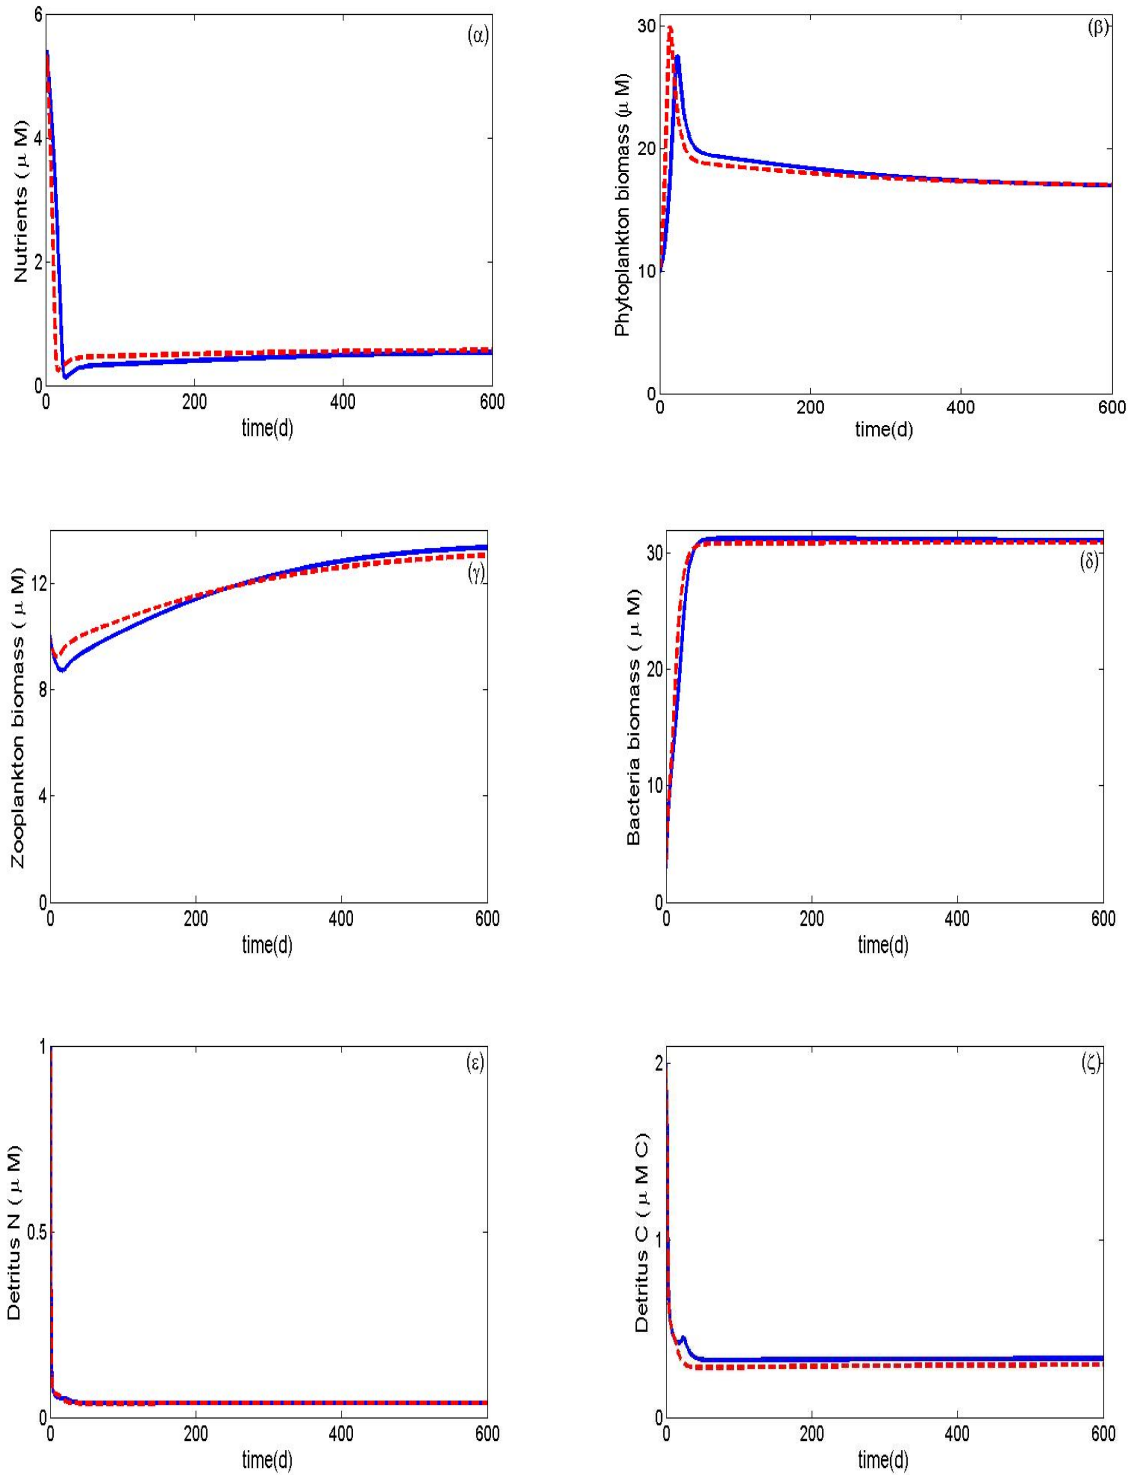 6
4
2
0
0 200 400 600
time(d)
Nutrients ( μ M)
(α)
30
20
10
0
0 200 400 600
time(d)
Phytoplankton biomass (μ M)
(β)
12
8
4
0
0 200 400 600
time(d)
Zooplankton biomass ( μ M)
(γ)
30
20
10
0
0 200 400 600
time(d)
Bacteria biomass ( μ M)
(δ)
1
0.5
0
0 200 400 600
time(d)
Detritus N ( μ M)
(ε)
2
1
0
0 200 400 600
time(d)
Detritus C ( μ M C)
(ζ)